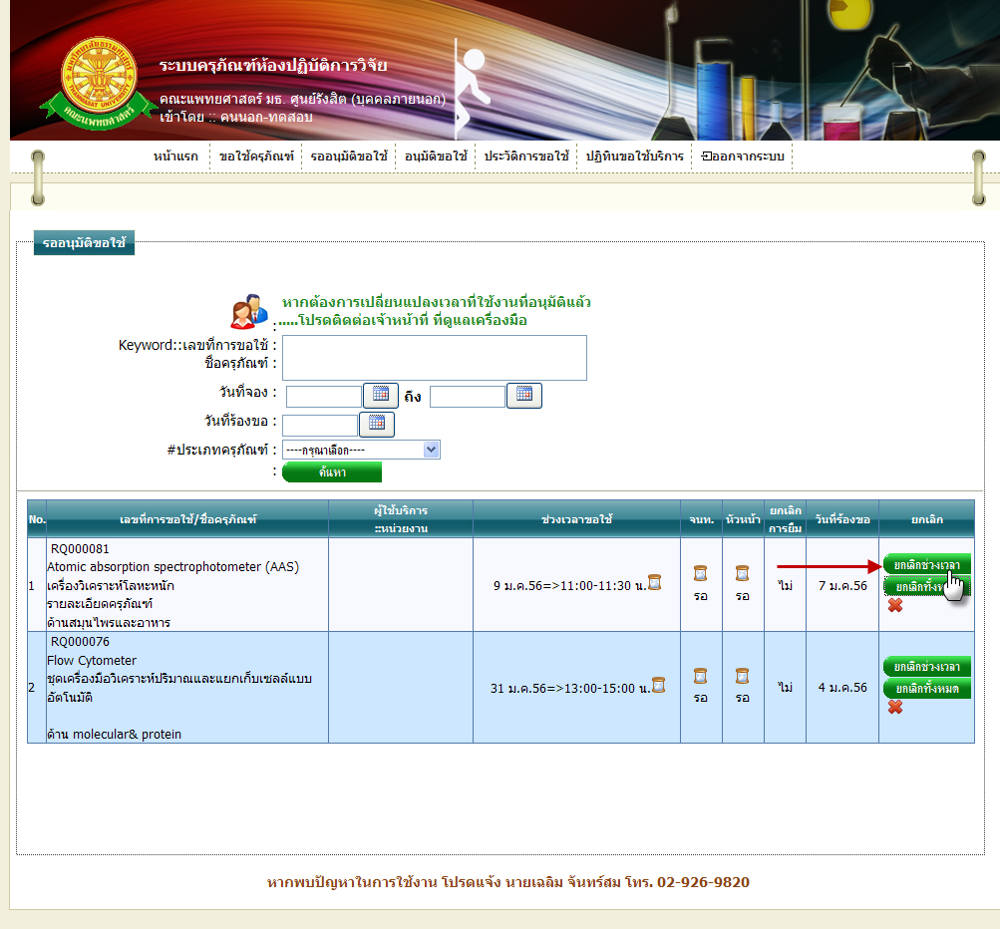 ระบบครุภัณฑ์ห้องปฏิบัติการวิจัย
คณะแพทยศาสตร์ มธ. ศูนย์รังสิต (บุคคลภายนอก)
เข้าโดย :: คนนอก-ทดสอบ
คณะแพทยศาสตร์
THAMMASAT UNIVERSITY
หน้าแรก ขอใช้ครุภัณฑ์ รออนุมัติขอใช้ อนุมัติขอใช้ ประวัติการขอใช้ ปฏิทินขอใช้บริการ ออกจากระบบ
รออนุมัติขอใช้
หากต้องการเปลี่ยนแปลงเวลาที่ใช้งานที่อนุมัติแล้ว
:.....โปรดติดต่อเจ้าหน้าที่ ที่ดูแลเครื่องมือ
Keyword::เลขที่การขอใช้ :
ชื่อครุภัณฑ์ :
วันที่จอง : ถึง
วันที่ร้องขอ :
#ประเภทครุภัณฑ์ : ----กรุณาเลือก----
: ค้นหา
No. เลขที่การขอใช้/ชื่อครุภัณฑ์ ผู้ใช้บริการ ::หน่วยงาน ช่วงเวลาขอใช้ จนท. หัวหน้า ยกเลิก การยืม วันที่ร้องขอ ยกเลิก
RQ000081
Atomic absorption spectrophotometer (AAS) ยกเลิกช่วงเวลา
1 เครื่องวิเคราะห์โลหะหนัก 9 ม.ค.56=>11:00-11:30 น. รอ รอ ไม่ 7 ม.ค.56
รายละเอียดครุภัณฑ์
ด้านสมุนไพรและอาหาร
RQ000076
Flow Cytometer ยกเลิกช่วงเวลา
ชุดเครื่องมือวิเคราะห์ปริมาณและแยกเก็บเซลล์แบบ
2 อัตโนมัติ 31 ม.ค.56=>13:00-15:00 น. รอ รอ ไม่ 4 ม.ค.56 ยกเลิกทั้งหมด
ด้าน molecular& protein
หากพบปัญหาในการใช้งาน โปรดแจ้ง นายเฉลิม จันทร์สม โทร. 02-926-9820